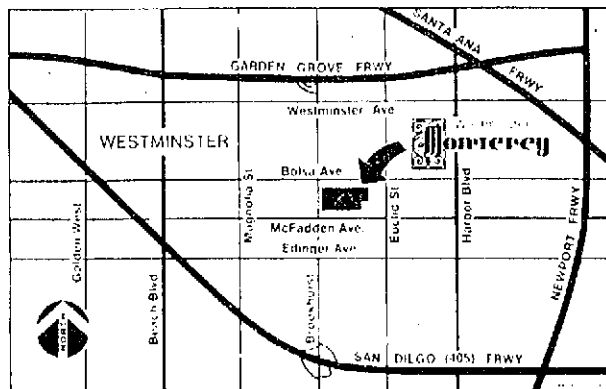 SANTA ANA FRWY
GARDEN GROVE FRWY
Westminster Ave
WESTMINSTER
Monterey
Bolsa Ave
Magnolia St
Euclid St
Harbor Blvd
McFadden Ave.
Edinger Ave
Golden West
Beach Blvd
Brookhurst
NEWPORT FRWY
NORTH
SAN DIEGO (405) FRWY